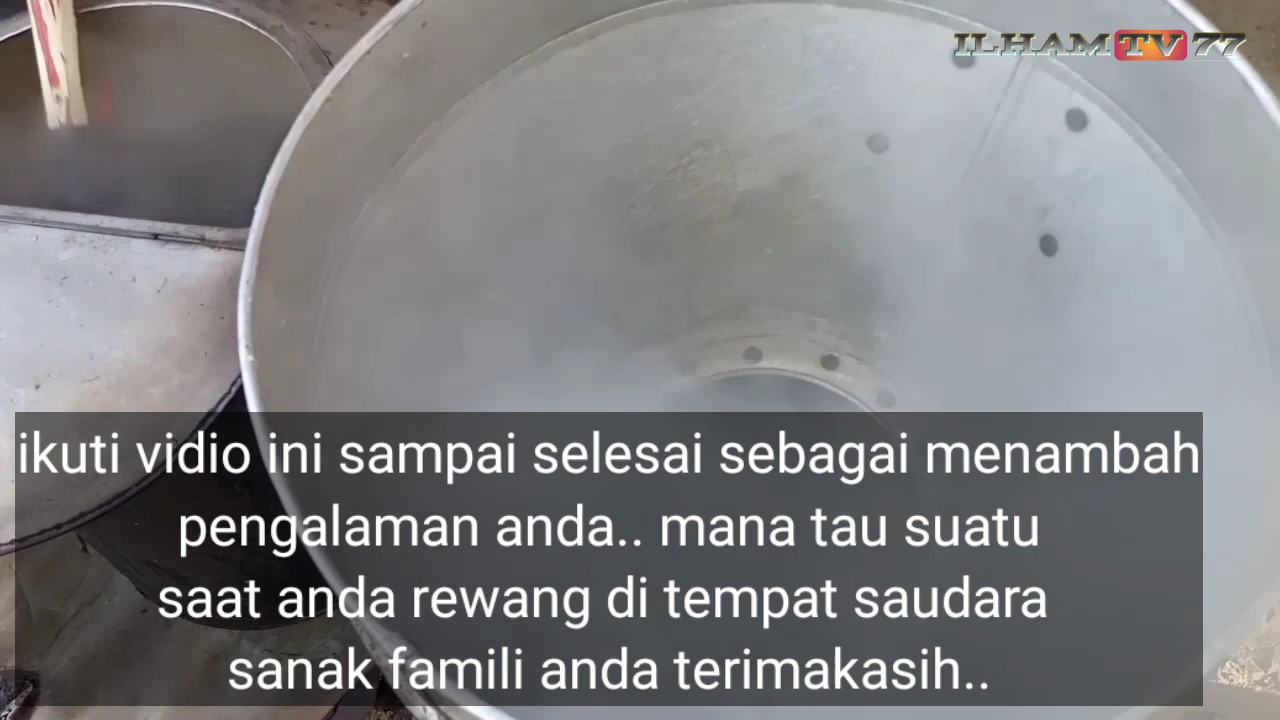 ILHAM TV 77
ikuti vidio ini sampai selesai sebagai menambah
pengalaman anda.. mana tau suatu
saat anda rewang di tempat saudara
sanak famili anda terimakasih..